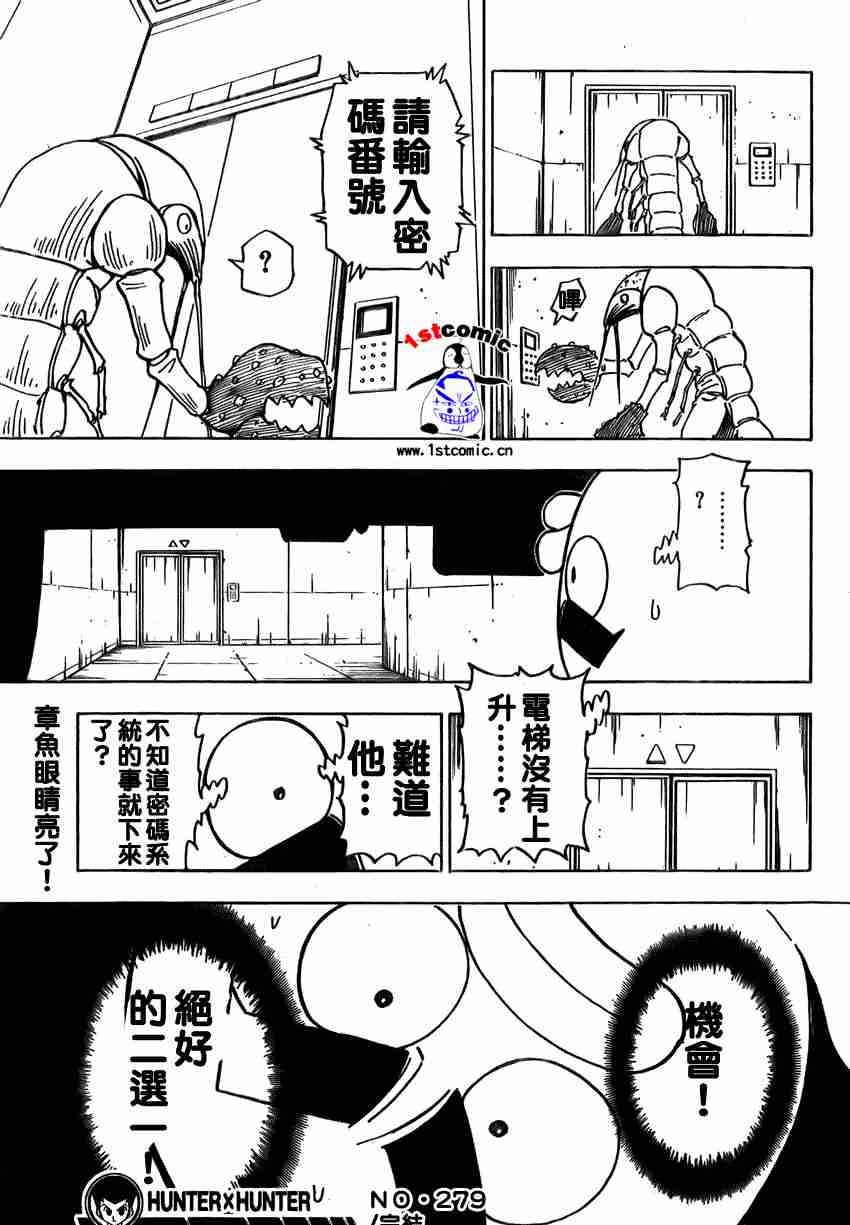 嗶
請輸入密
碼番號
？
1stcomic
www.1stcomic.cn
………
？
電梯沒有上
升……？
難道
他…
不知道密碼系
統的事就下來
了？
章魚眼睛亮了！
機會！
絕好
的二選一！
HUNTER×HUNTER
NO・279
/完結